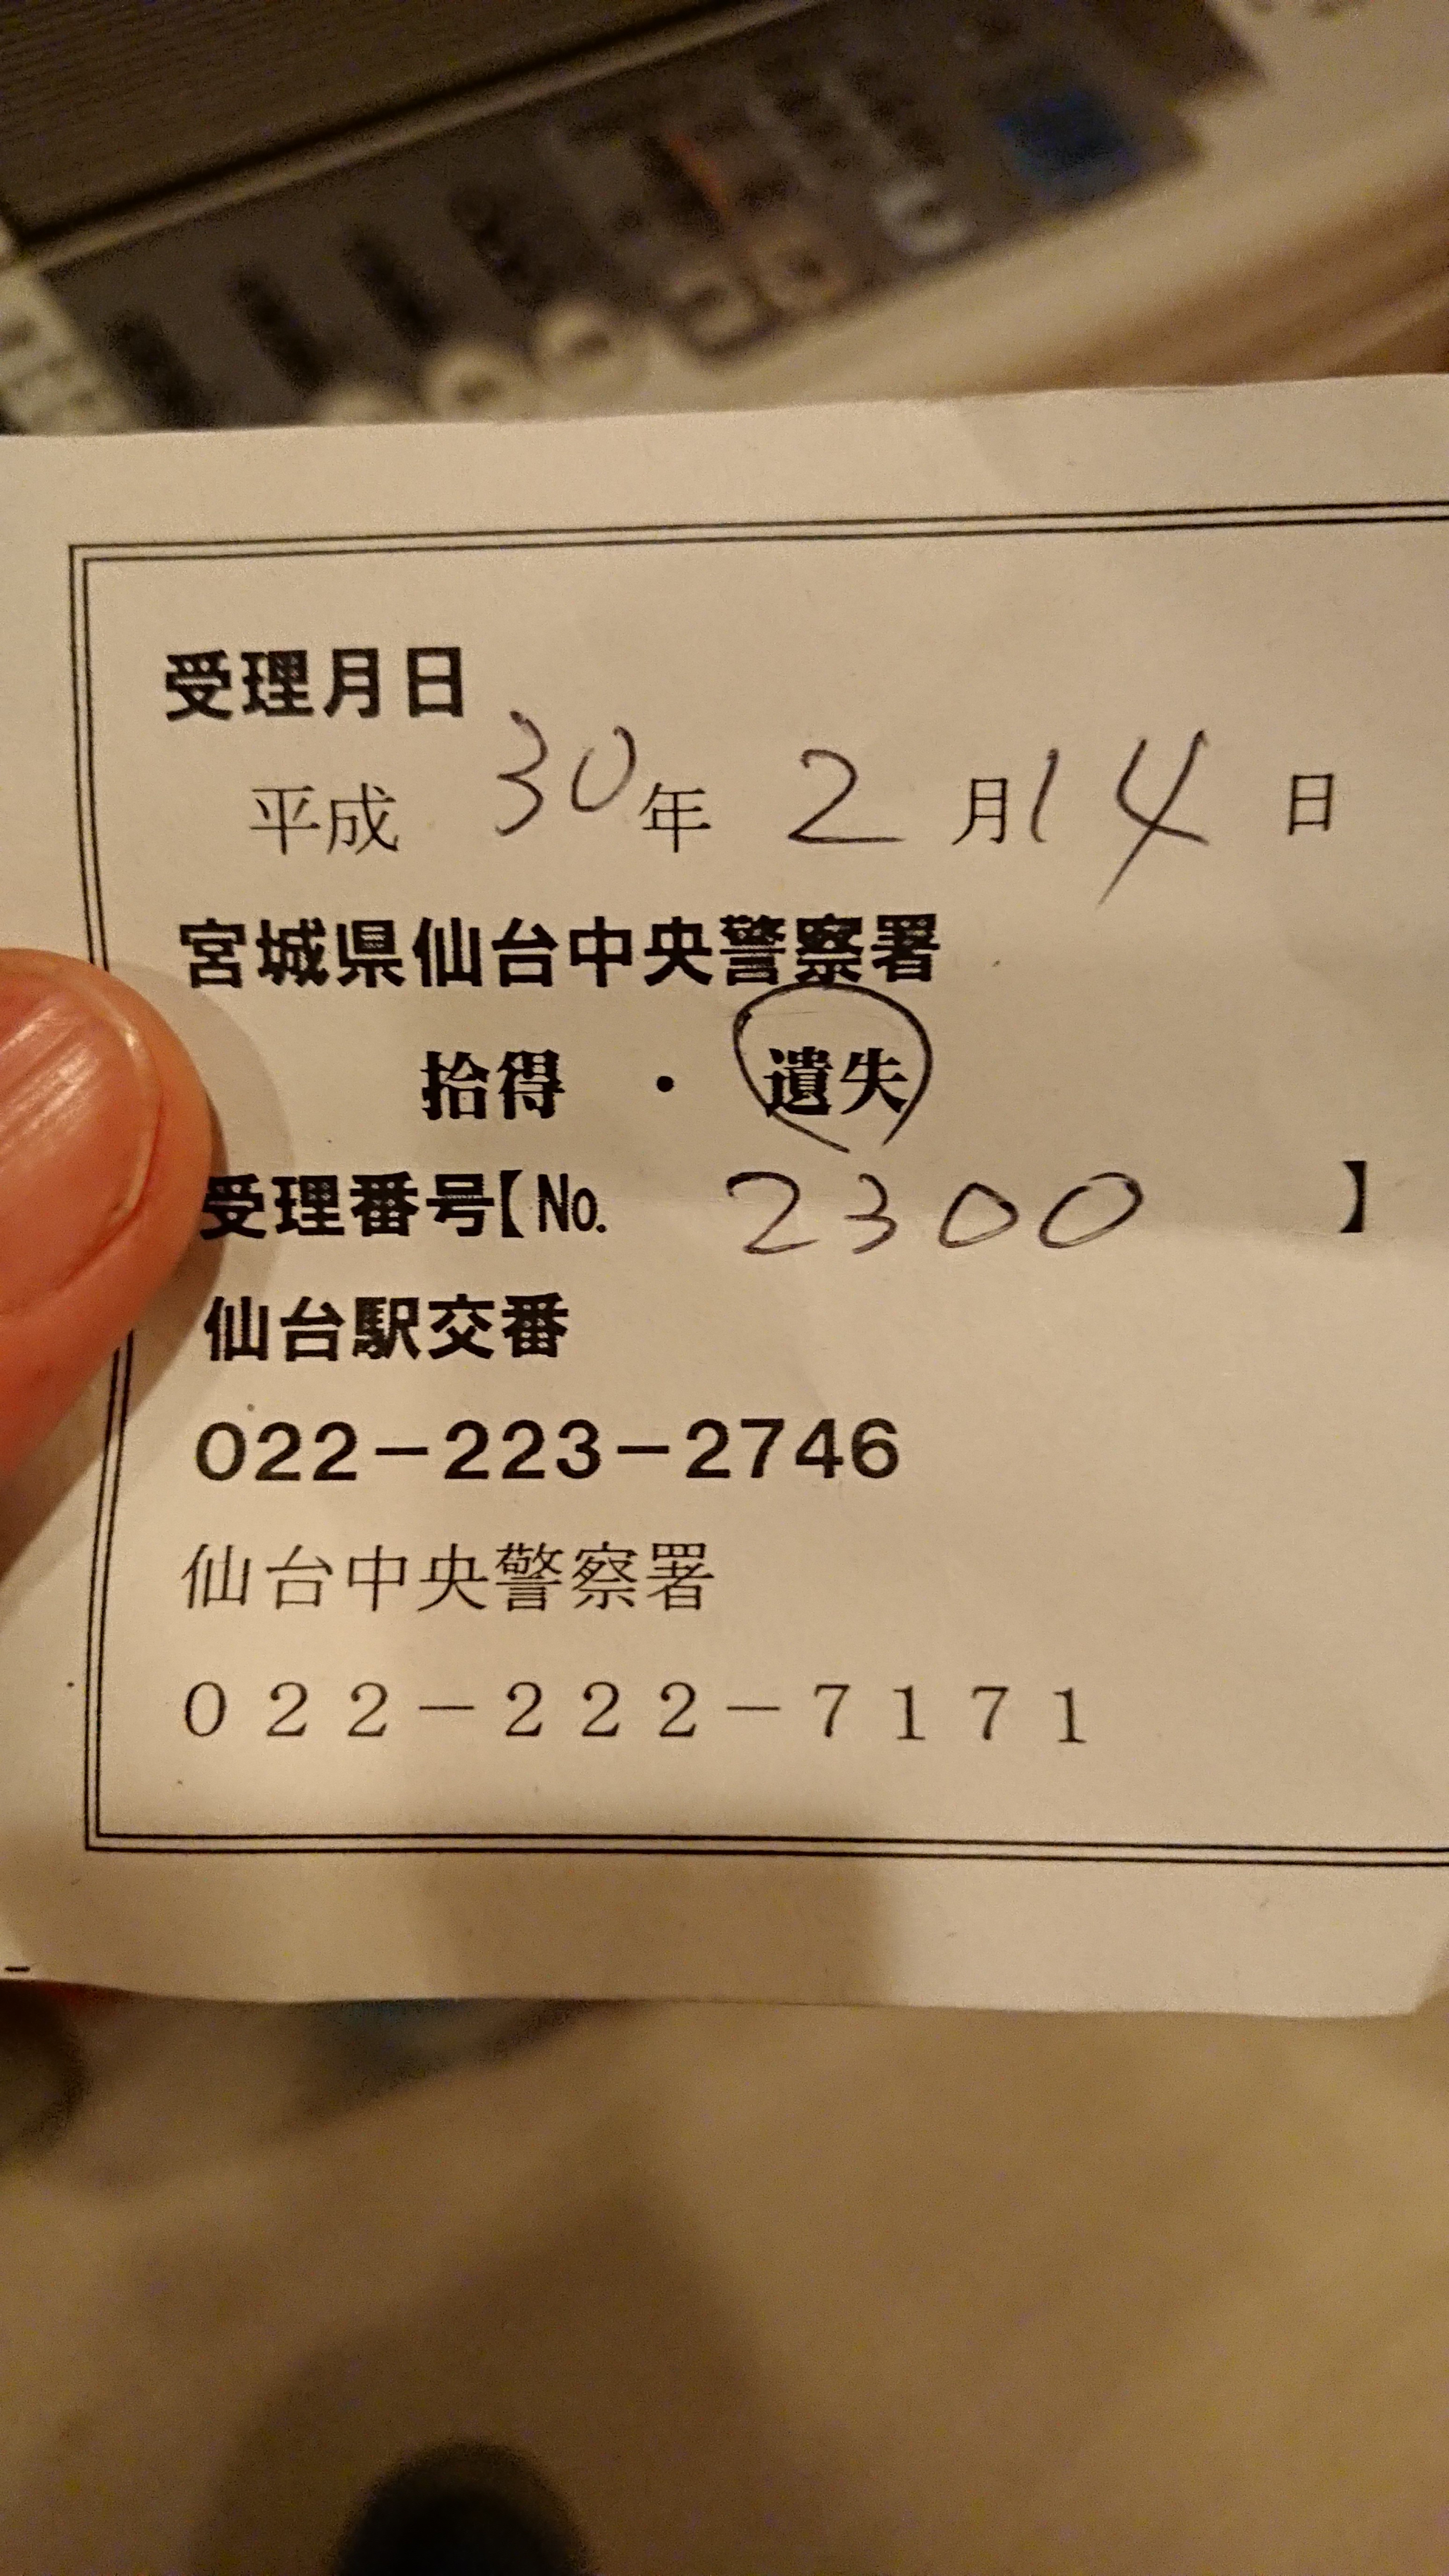 受理月日
平成 30年 2月14日
宮城県仙台中央警察署
拾得 ・ 遺失
受理番号【No. 2300 】
仙台駅交番
022-223-2746
仙台中央警察署
022-222-7171